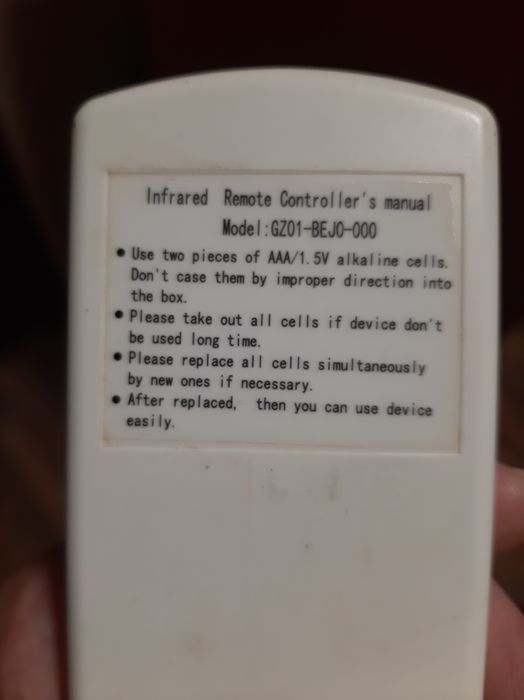 Infrared Remote Controller's manual
Model:GZ01-BEJ0-000
● Use two pieces of AAA/1.5V alkaline cells.
Don't case them by improper direction into
the box.
● Please take out all cells if device don't
be used long time.
● Please replace all cells simultaneously
by new ones if necessary.
● After replaced, then you can use device
easily.